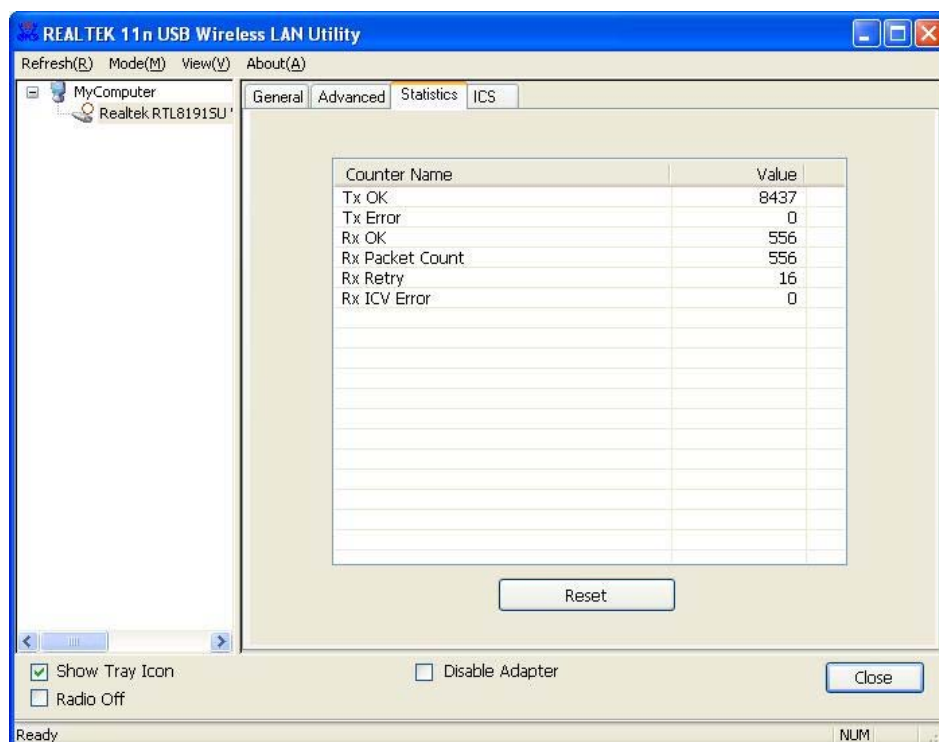 REALTEK 11n USB Wireless LAN Utility
Refresh(R) Mode(M) View(V) About(A)
MyComputer
Realtek RTL8191SU
General Advanced Statistics ICS
Counter Name Value
Tx OK 8437
Tx Error 0
Rx OK 556
Rx Packet Count 556
Rx Retry 16
Rx ICV Error 0
Reset
Show Tray Icon
Disable Adapter
Close
Radio Off
Ready NUM